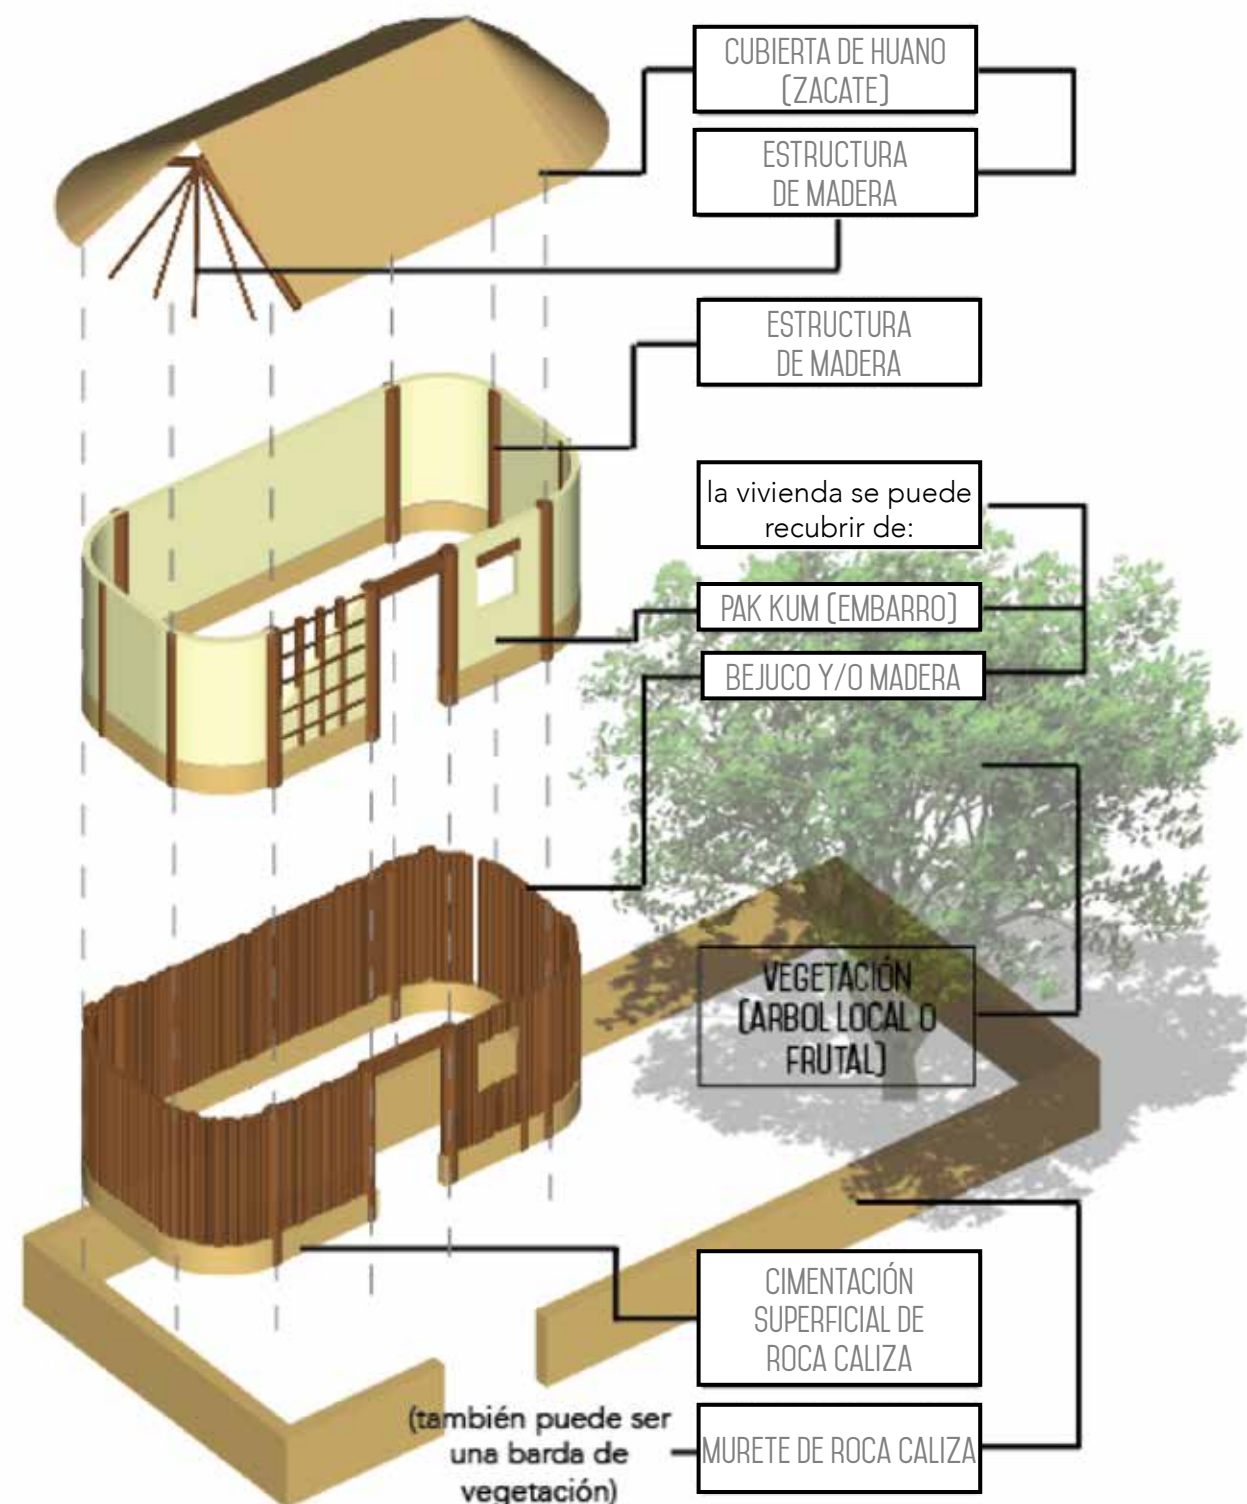 CUBIERTA DE HUANO
(ZACATE)
ESTRUCTURA
DE MADERA
ESTRUCTURA
DE MADERA
la vivienda se puede
recubrir de:
PAK KUM (EMBARRO)
BEJUCO Y/O MADERA
VEGETACIÓN
(ARBOL LOCAL O
FRUTAL)
CIMENTACIÓN
SUPERFICIAL DE
ROCA CALIZA
(también puede ser
una barda de
vegetación)
MURETE DE ROCA CALIZA